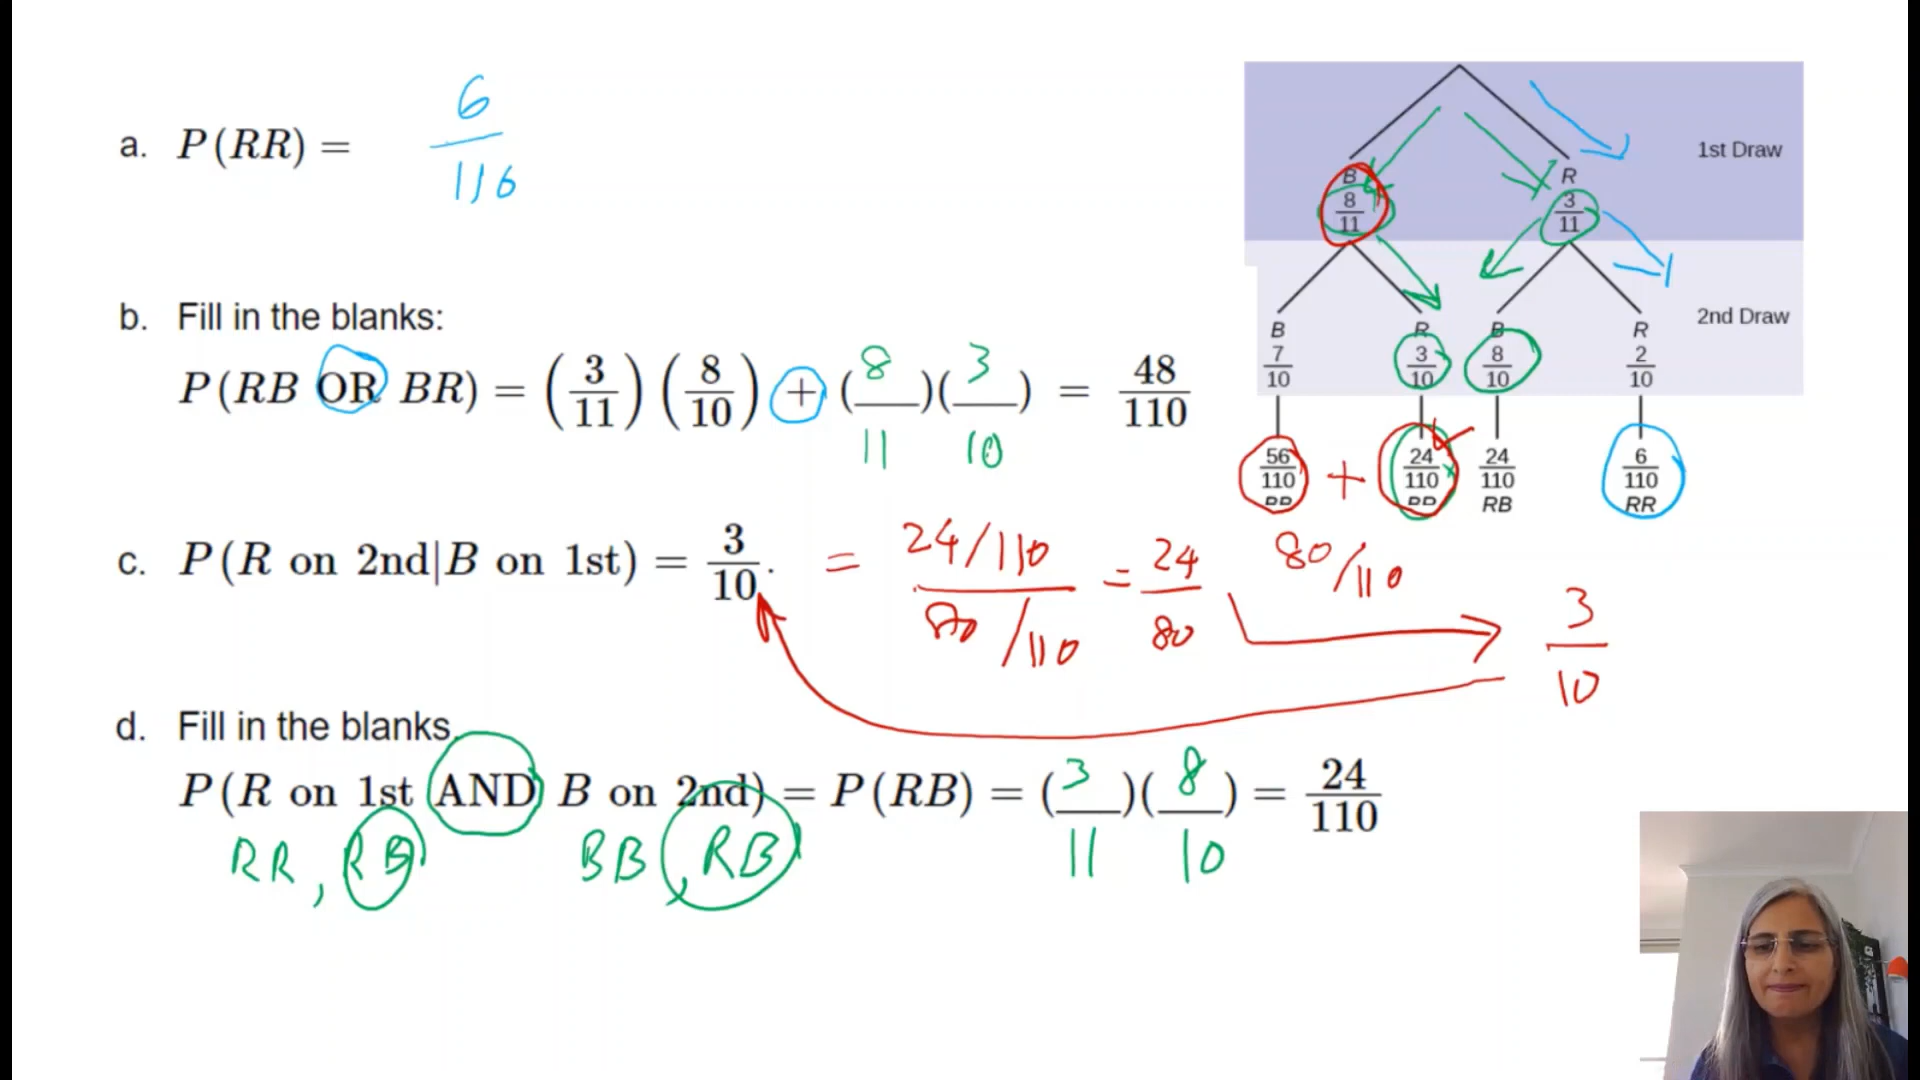 a. P(RR) = 6/110
b. Fill in the blanks:
P(RB OR BR) = (3/11)(8/10) + (8/11)(3/10) = 48/110
c. P(R on 2nd|B on 1st) = 3/10. = 24/110 / 80/110 = 24/80
80/110
3/10
d. Fill in the blanks.
P(R on 1st AND B on 2nd) = P(RB) = (3/11)(8/10) = 24/110
RR, RB BB, RB
1st Draw
B R
8/11 3/11
2nd Draw
B R B R
7/10 3/10 8/10 2/10
56/110 + 24/110 24/110 6/110
RB RR